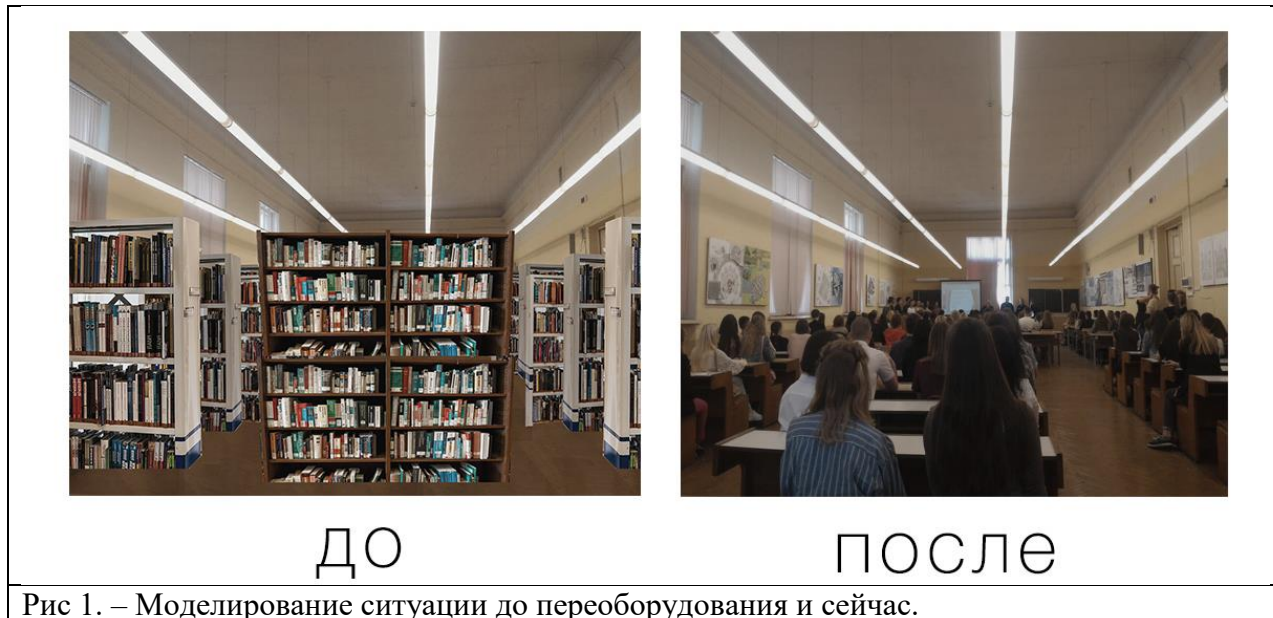 до
после
Рис 1. – Моделирование ситуации до переоборудования и сейчас.